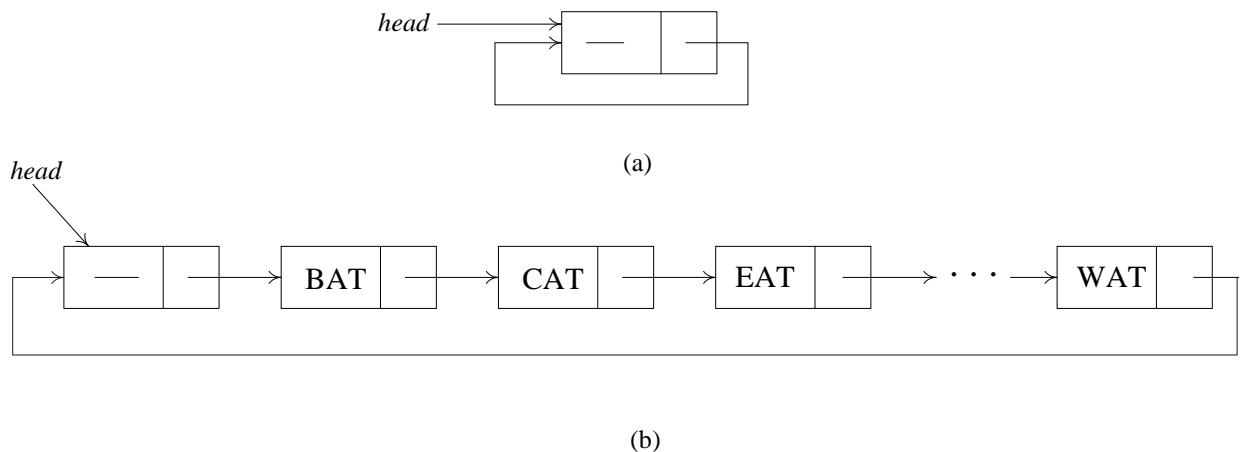 head
(a)
head
BAT CAT EAT · · · WAT
(b)